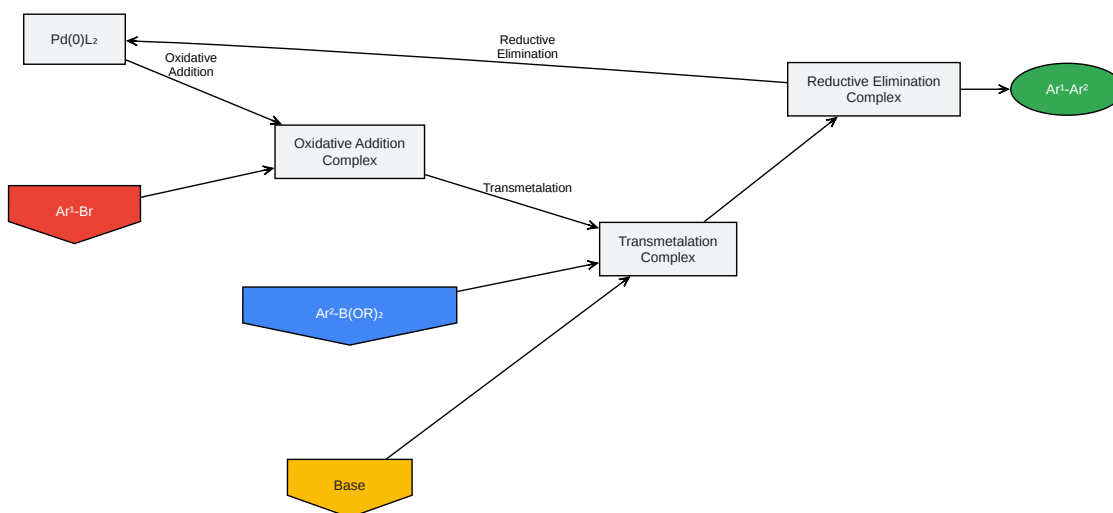 Pd(0)L₂
Reductive
Elimination
Oxidative
Addition
Reductive Elimination
Complex
Ar¹-Ar²
Oxidative Addition
Complex
Transmetalation
Ar¹-Br
Transmetalation
Complex
Ar²-B(OR)₂
Base